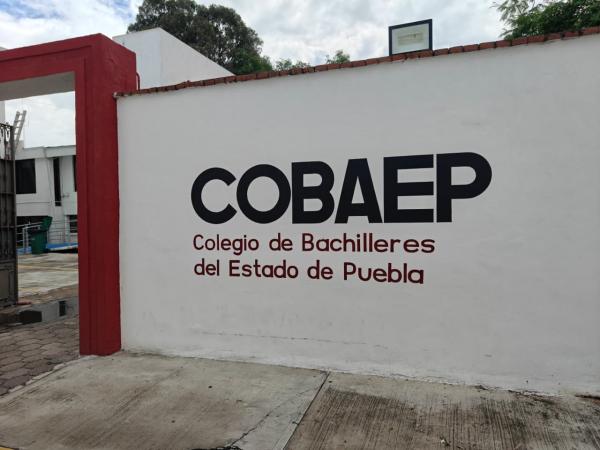 COBAEP
Colegio de Bachilleres
del Estado de Puebla